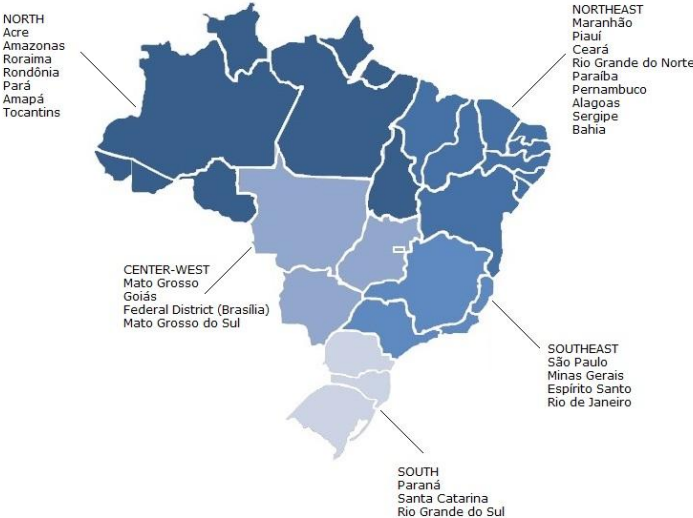 NORTH
Acre
Amazonas
Roraima
Rondônia
Pará
Amapá
Tocantins
NORTHEAST
Maranhão
Piauí
Ceará
Rio Grande do Norte
Paraíba
Pernambuco
Alagoas
Sergipe
Bahia
CENTER-WEST
Mato Grosso
Goiás
Federal District (Brasília)
Mato Grosso do Sul
SOUTHEAST
São Paulo
Minas Gerais
Espírito Santo
Rio de Janeiro
SOUTH
Paraná
Santa Catarina
Rio Grande do Sul